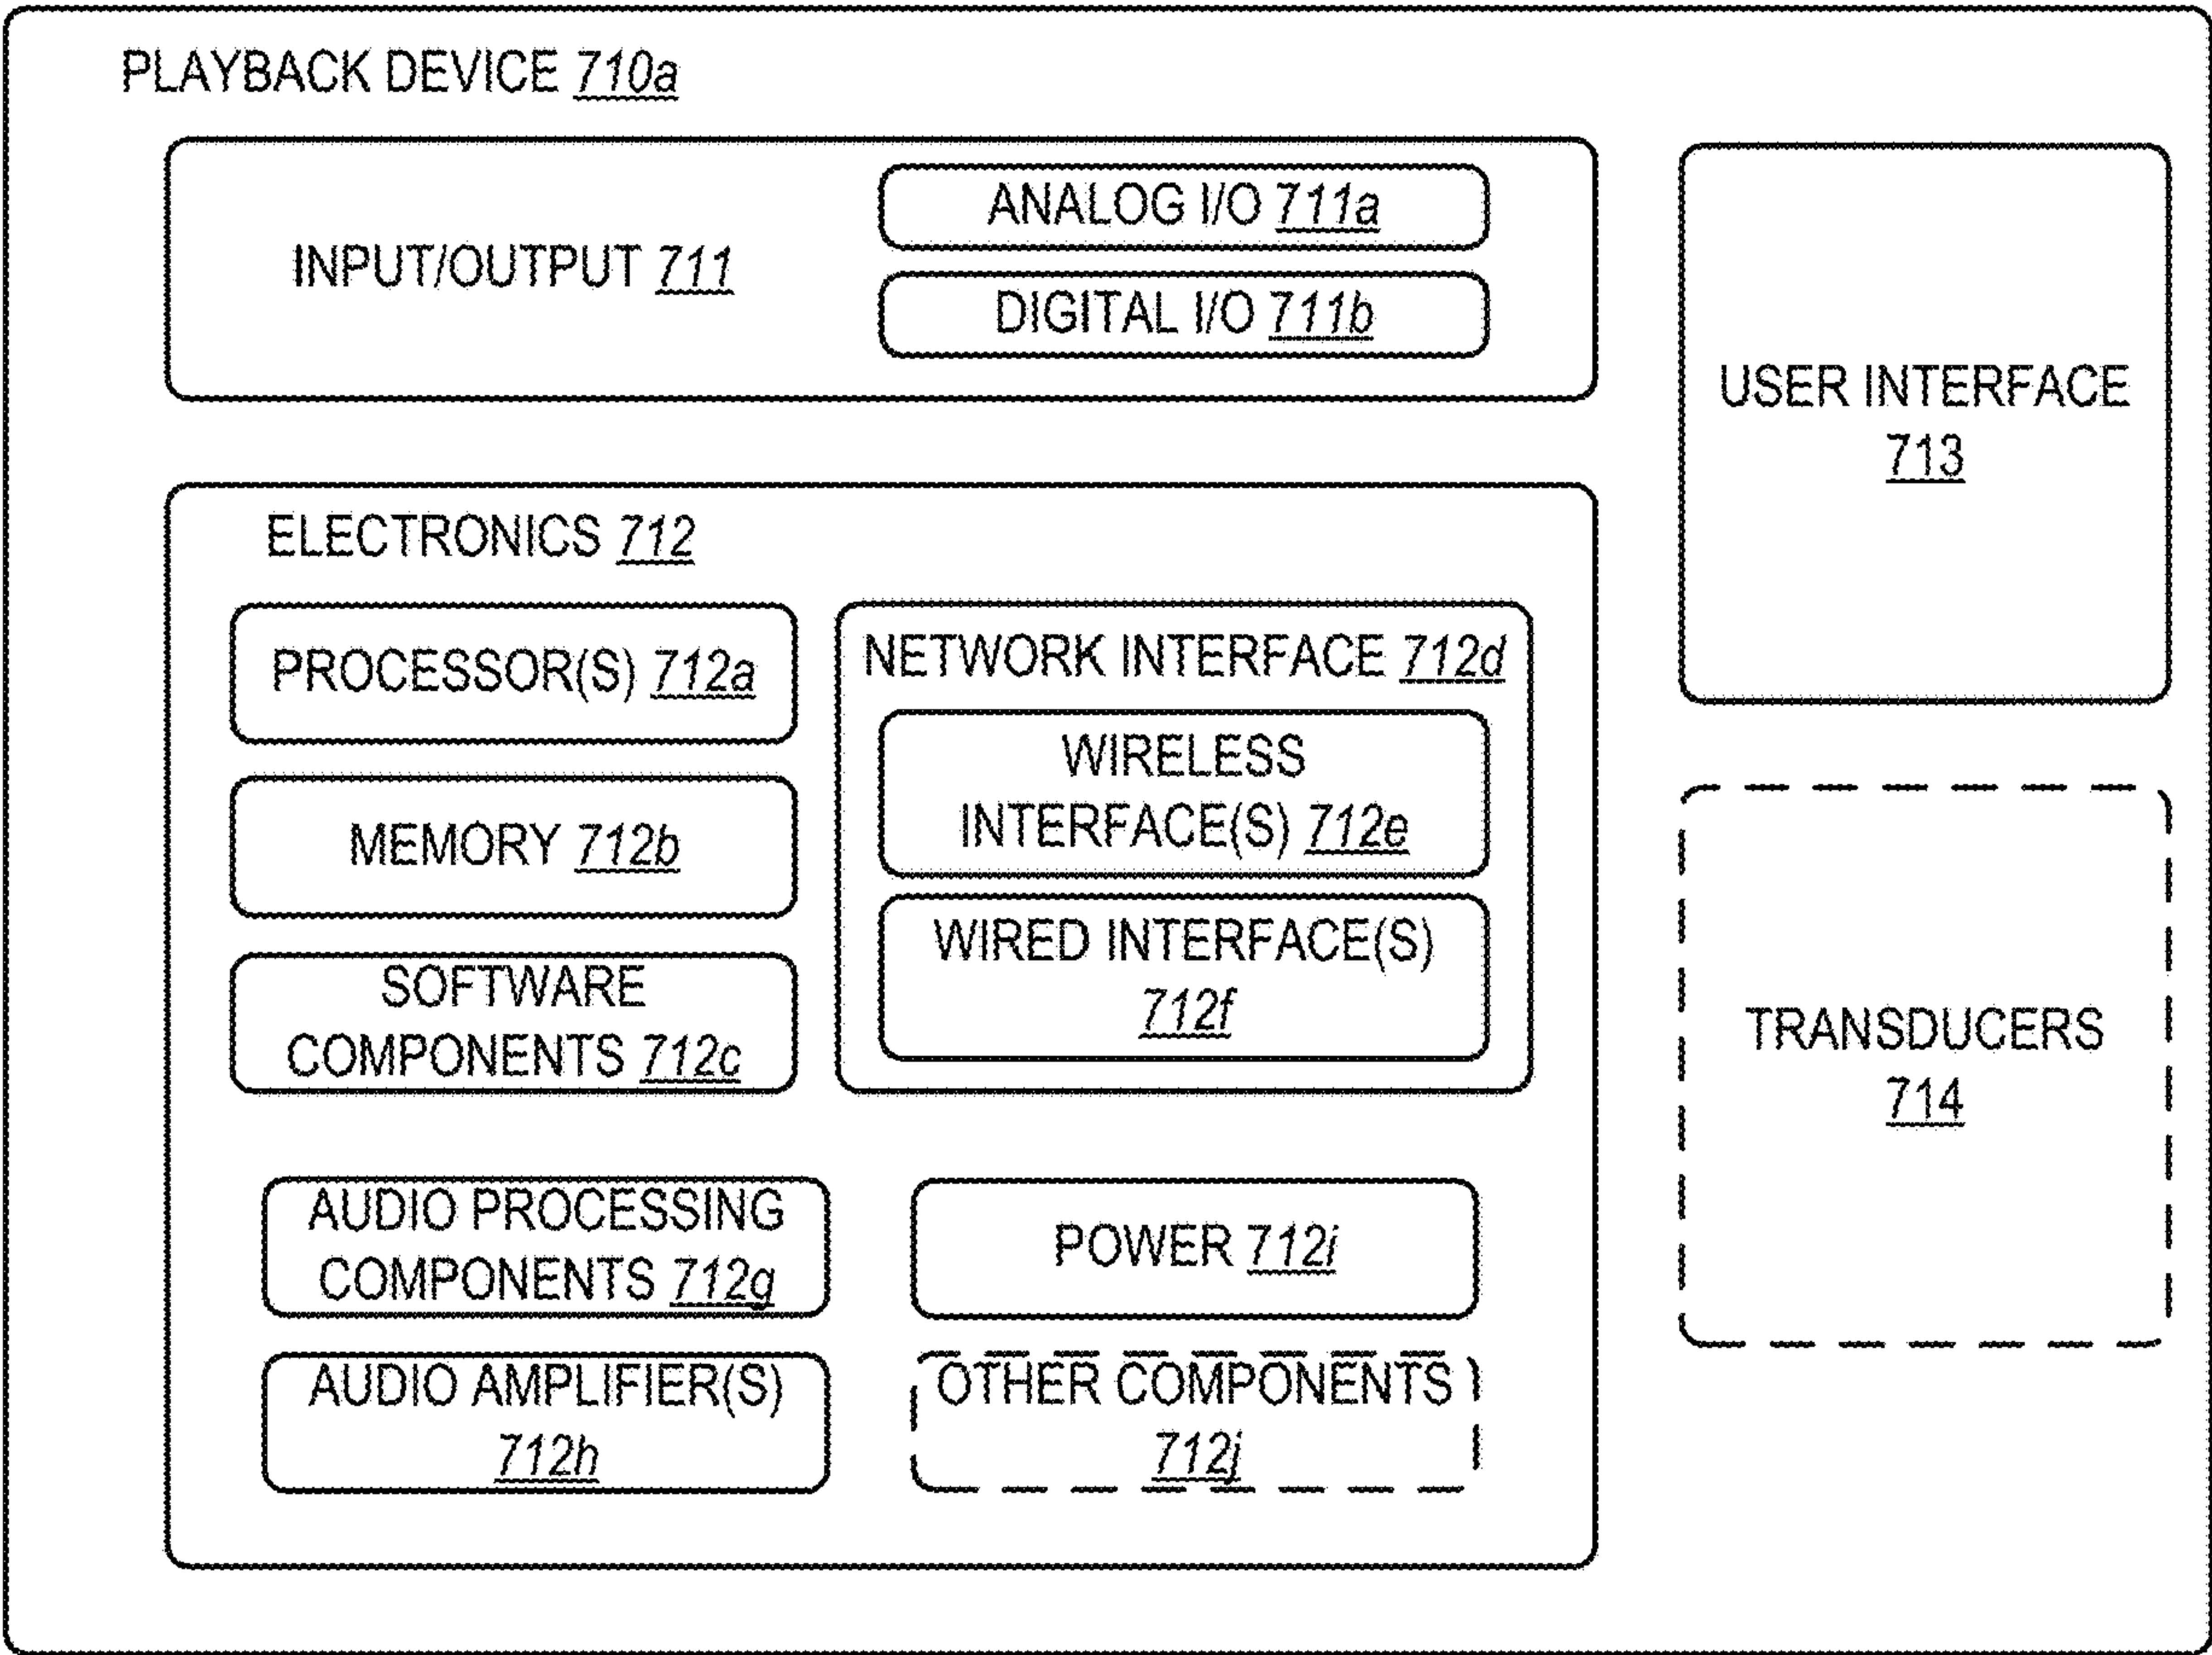 PLAYBACK DEVICE 710a
INPUT/OUTPUT 711
ANALOG I/O 711a
DIGITAL I/O 711b
USER INTERFACE
713
ELECTRONICS 712
PROCESSOR(S) 712a
MEMORY 712b
SOFTWARE
COMPONENTS 712c
NETWORK INTERFACE 712d
WIRELESS
INTERFACE(S) 712e
WIRED INTERFACE(S)
712f
TRANSDUCERS
714
AUDIO PROCESSING
COMPONENTS 712g
POWER 712i
AUDIO AMPLIFIER(S)
712h
OTHER COMPONENTS
712j